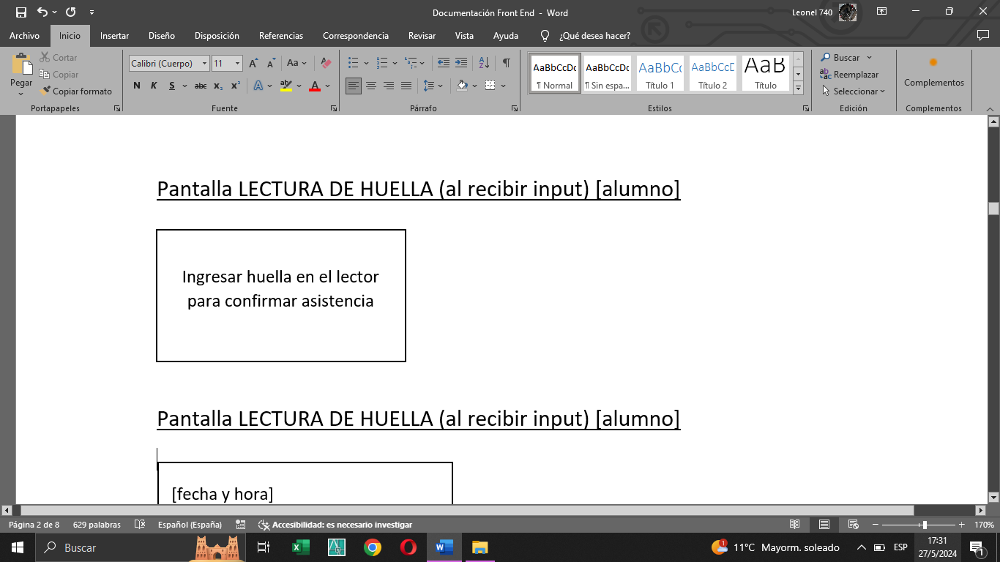 Documentación Front End - Word
Leonel 740
Archivo Inicio Insertar Diseño Disposición Referencias Correspondencia Revisar Vista Ayuda ¿Qué desea hacer?
Pegar
Cortar
Copiar
Copiar formato
Portapapeles
Calibri (Cuerpo) 11
N K S abc x₂ x²
Fuente
Párrafo
AaBbCcDc AaBbCcDc AaBbCc AaBbCcD AaB
¶ Normal ¶ Sin espa... Título 1 Título 2 Título
Estilos
Buscar
Reemplazar
Seleccionar
Edición
Complementos
Complementos
Pantalla LECTURA DE HUELLA (al recibir input) [alumno]
Ingresar huella en el lector
para confirmar asistencia
Pantalla LECTURA DE HUELLA (al recibir input) [alumno]
[fecha y hora]
Página 2 de 8 629 palabras Español (España) Accesibilidad: es necesario investigar 170%
Buscar
11°C Mayorm. soleado
ESP
17:31
27/5/2024
1